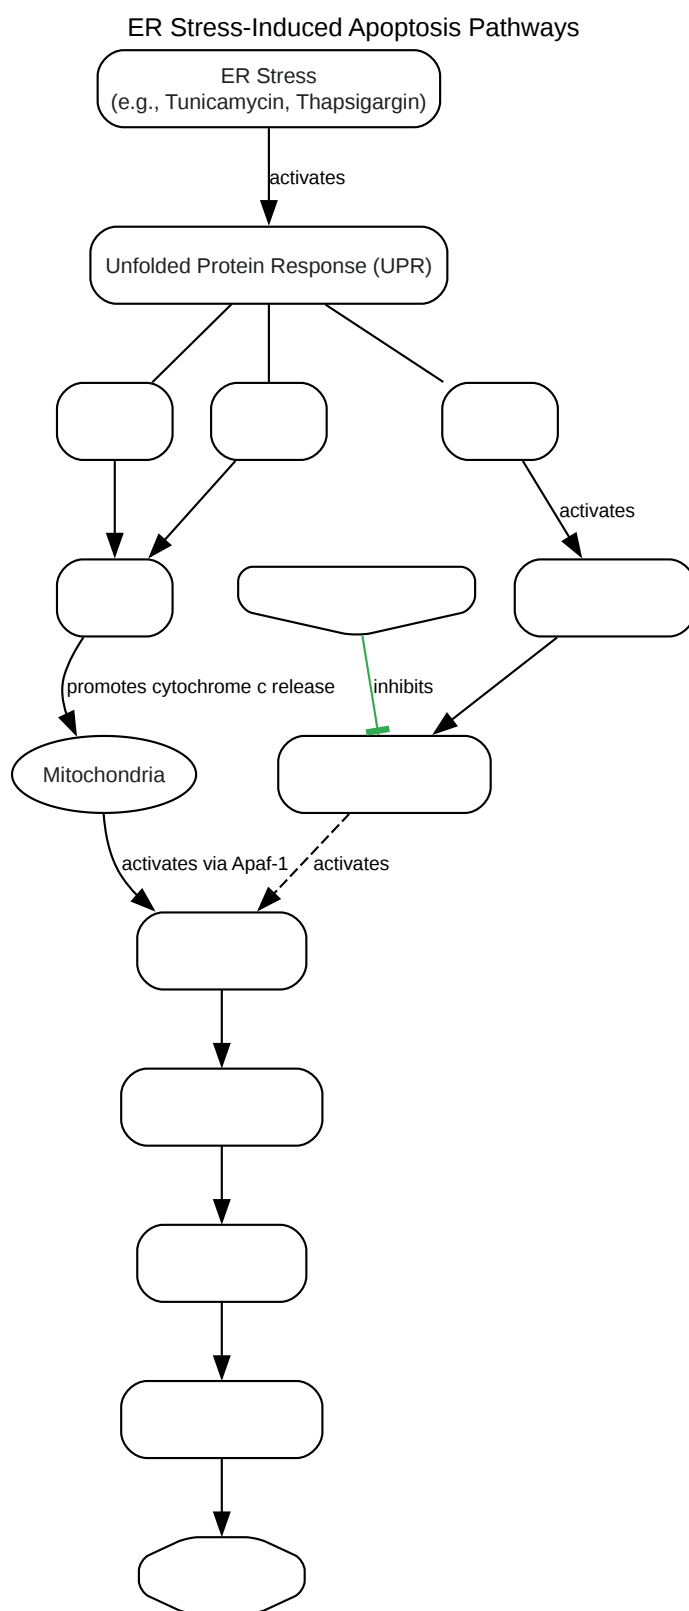 ER Stress-Induced Apoptosis Pathways
ER Stress
(e.g., Tunicamycin, Thapsigargin)
activates
Unfolded Protein Response (UPR)
activates
promotes cytochrome c release
inhibits
Mitochondria
activates via Apaf-1
activates